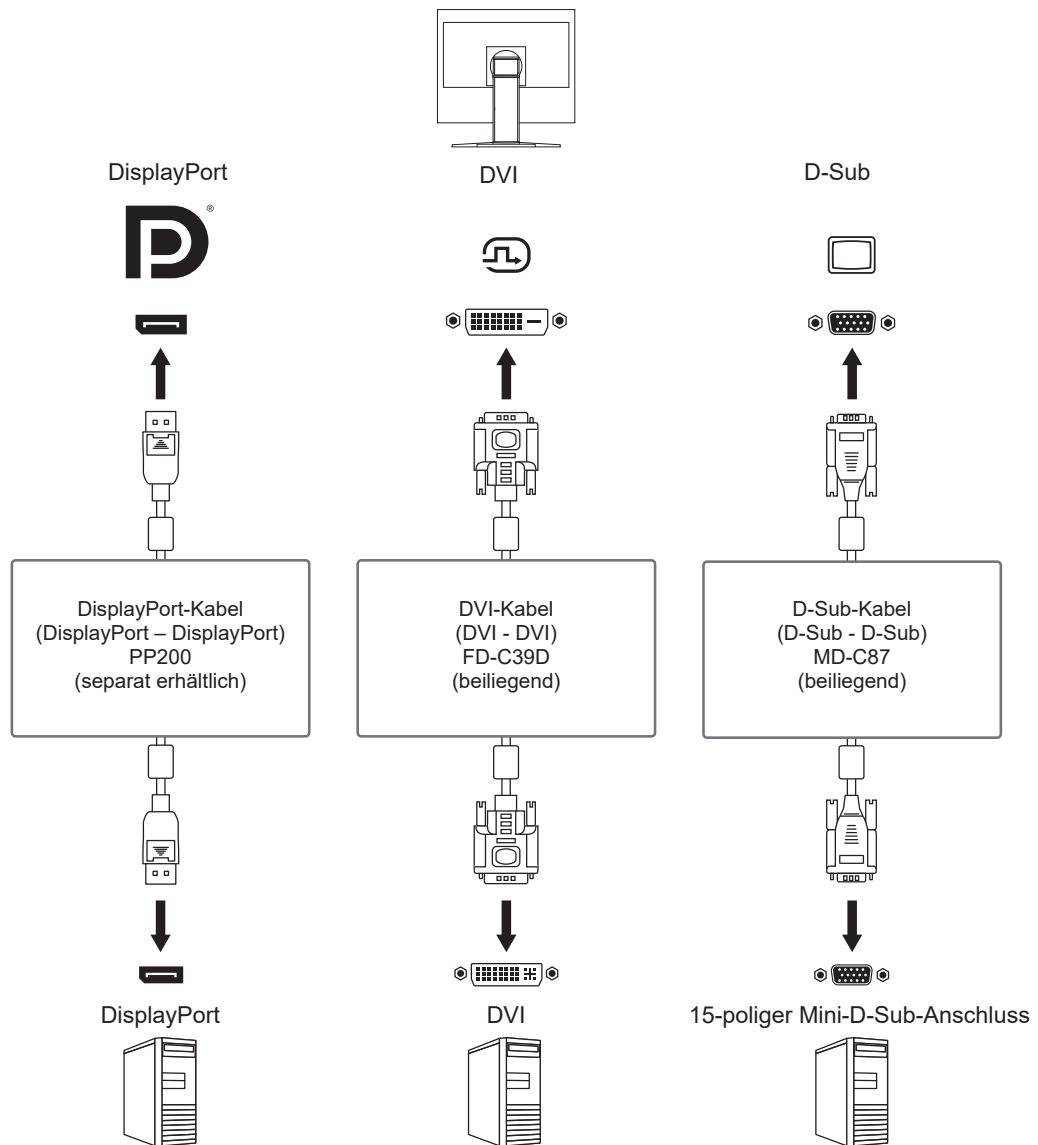 DisplayPort
DVI
D-Sub
DisplayPort-Kabel
(DisplayPort – DisplayPort)
PP200
(separat erhältlich)
DVI-Kabel
(DVI - DVI)
FD-C39D
(beiliegend)
D-Sub-Kabel
(D-Sub - D-Sub)
MD-C87
(beiliegend)
DisplayPort
DVI
15-poliger Mini-D-Sub-Anschluss